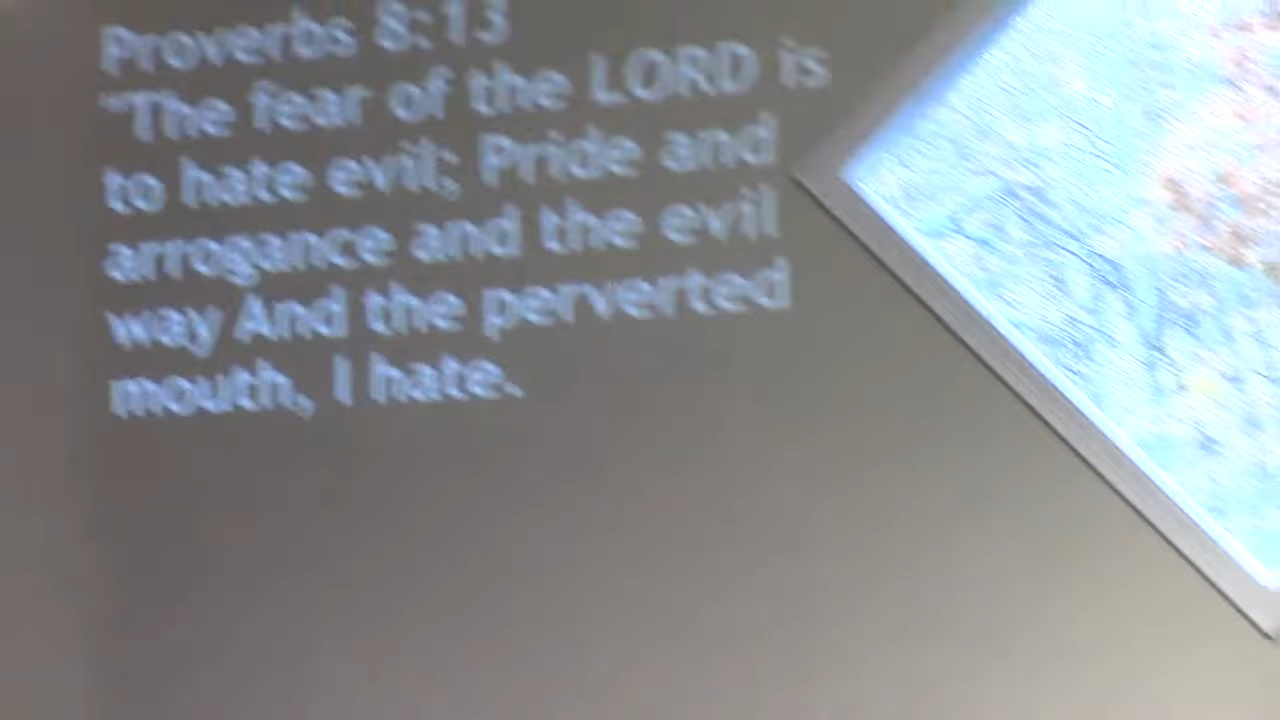 Proverbs 8:13
"The fear of the LORD is
to hate evil; Pride and
arrogance and the evil
way And the perverted
mouth, I hate.